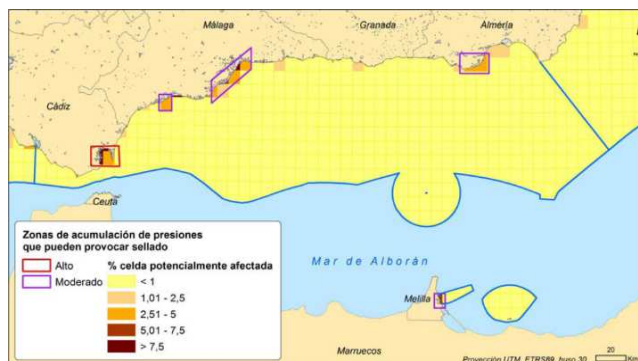 Málaga
Granada
Almería
Cádiz
Ceuta
Zonas de acumulación de presiones
que pueden provocar sellado
Alto
Moderado
% celda potencialmente afectada
< 1
1,01 - 2,5
2,51 - 5
5,01 - 7,5
> 7,5
Mar de Alborán
Melilla
Marruecos
20
Km
Proyección UTM, ETRS89, huso 30